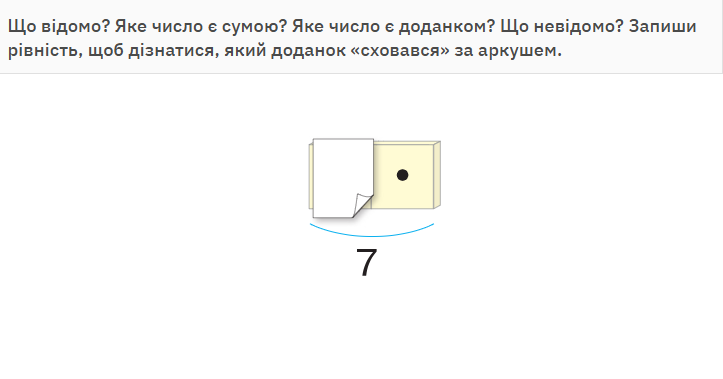 Що відомо? Яке число є сумою? Яке число є доданком? Що невідомо? Запиши
рівність, щоб дізнатися, який доданок «сховався» за аркушем.
7